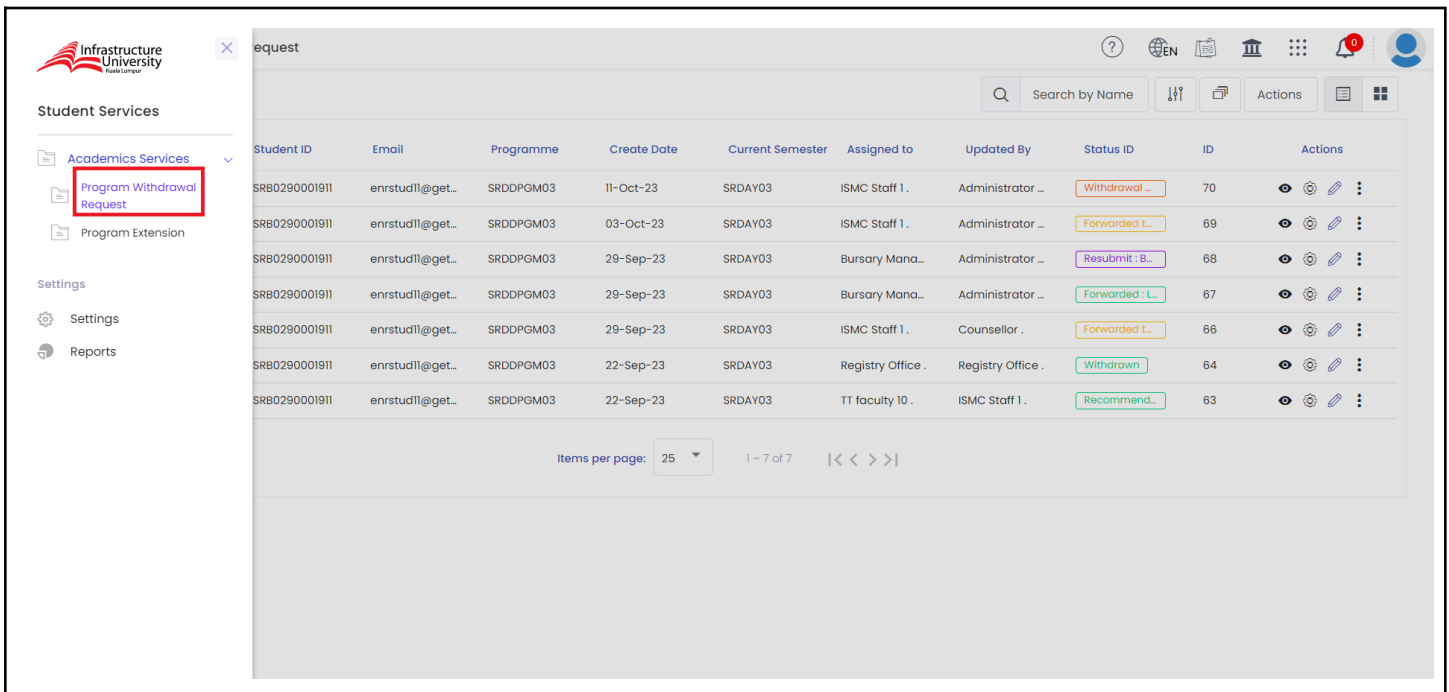 Infrastructure
University
Kuala Lumpur
equest
EN
0
Student Services
Search by Name
Actions
Academics Services
Program Withdrawal
Request
Program Extension
Settings
Settings
Reports
Student ID Email Programme Create Date Current Semester Assigned to Updated By Status ID ID Actions
SRB0290001911 enrstud11@get... SRDDPGM03 11-Oct-23 SRDAY03 ISMC Staff 1 . Administrator ... Withdrawal ... 70
SRB0290001911 enrstud11@get... SRDDPGM03 03-Oct-23 SRDAY03 ISMC Staff 1 . Administrator ... Forwarded t... 69
SRB0290001911 enrstud11@get... SRDDPGM03 29-Sep-23 SRDAY03 Bursary Mana... Administrator ... Resubmit : B... 68
SRB0290001911 enrstud11@get... SRDDPGM03 29-Sep-23 SRDAY03 Bursary Mana... Administrator ... Forwarded : L... 67
SRB0290001911 enrstud11@get... SRDDPGM03 29-Sep-23 SRDAY03 ISMC Staff 1 . Counsellor . Forwarded t... 66
SRB0290001911 enrstud11@get... SRDDPGM03 22-Sep-23 SRDAY03 Registry Office . Registry Office . Withdrawn 64
SRB0290001911 enrstud11@get... SRDDPGM03 22-Sep-23 SRDAY03 TT faculty 10 . ISMC Staff 1 . Recommend... 63
Items per page: 25 1 – 7 of 7